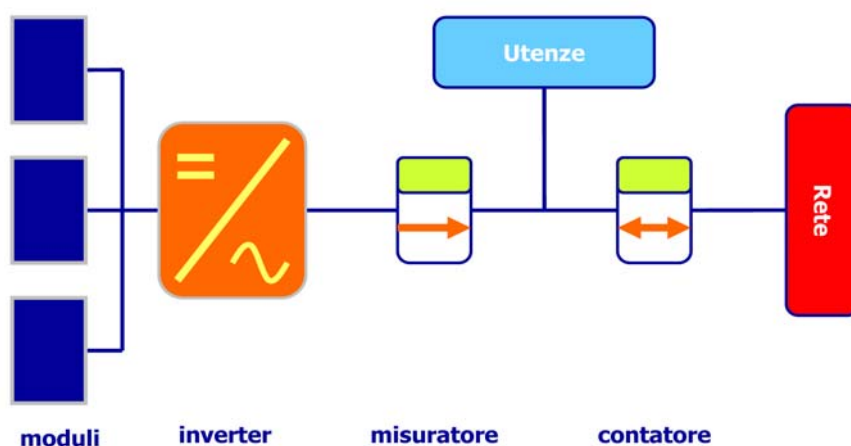 Utenze
Rete
moduli
inverter
misuratore
contatore